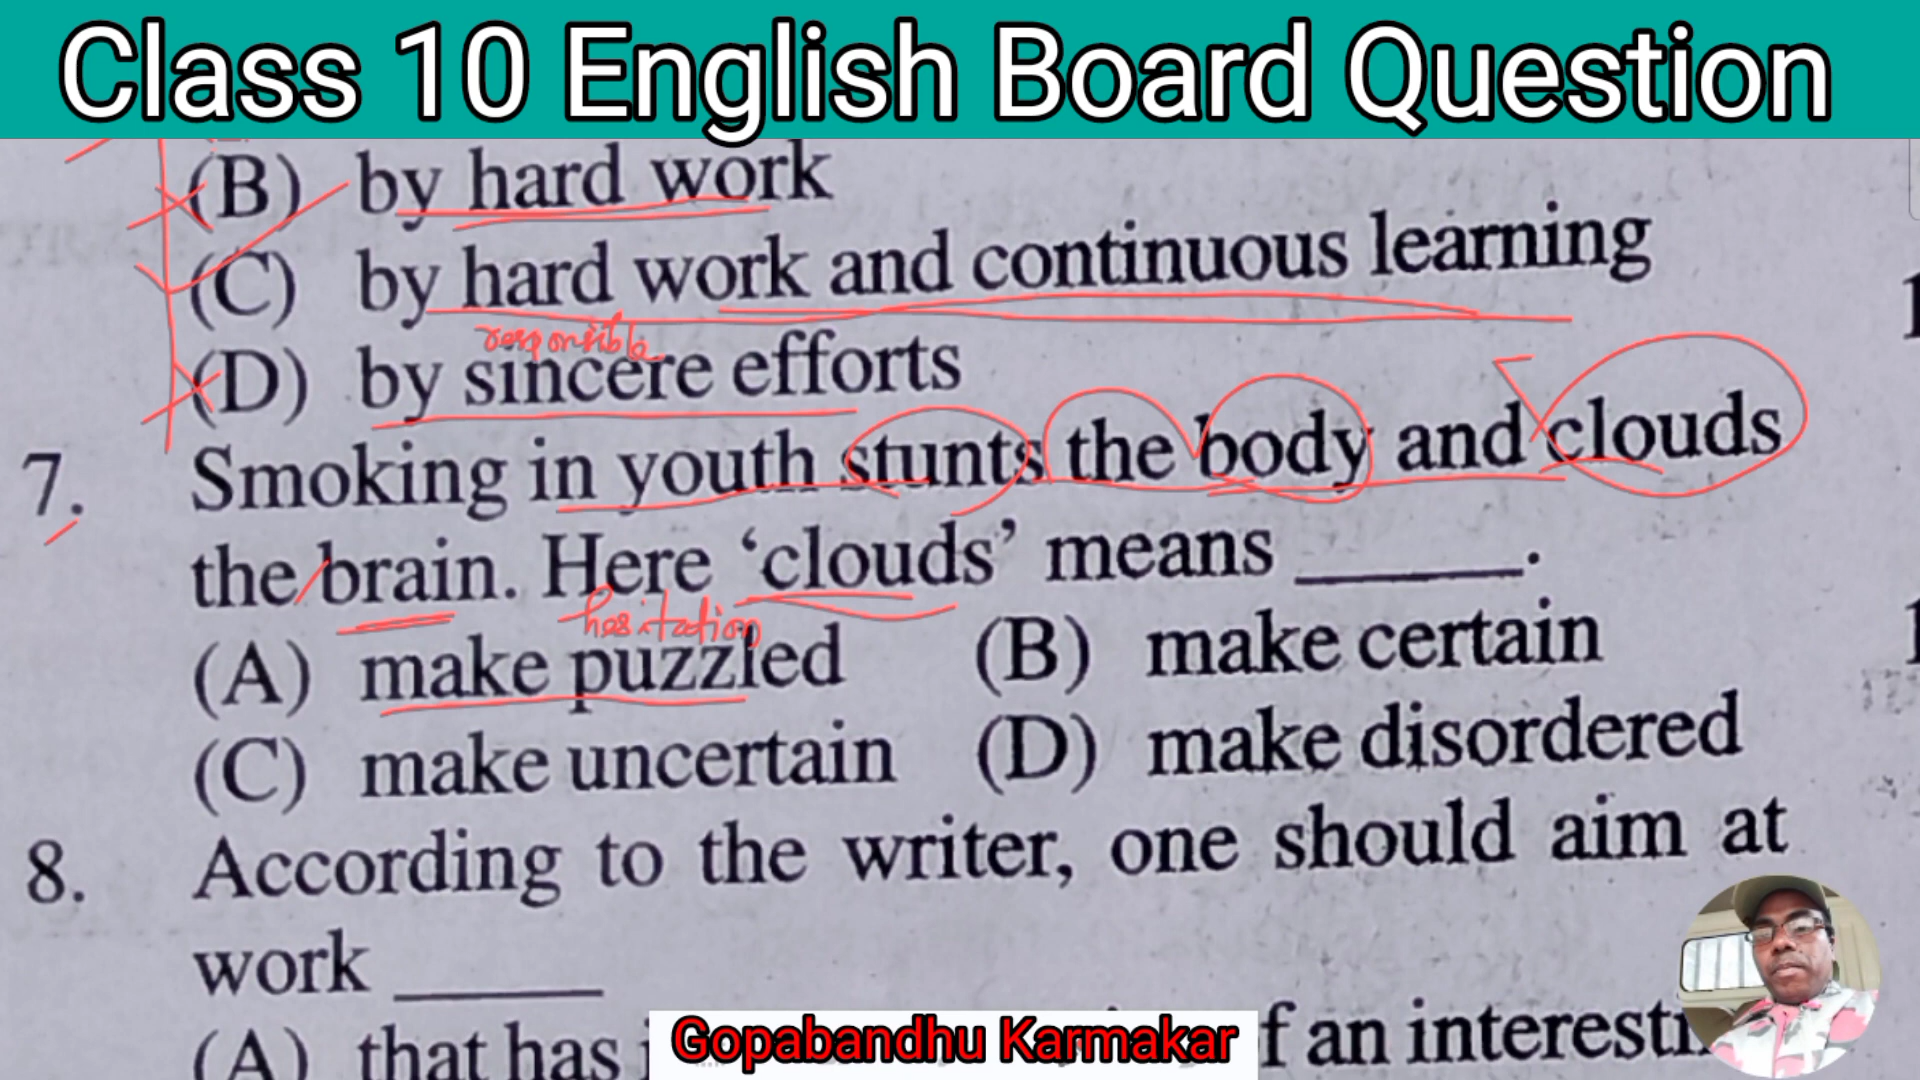 Class 10 English Board Question
(B) by hard work
(C) by hard work and continuous learning
responsible
(D) by sincere efforts
7. Smoking in youth stunts the body and clouds
the brain. Here ‘clouds’ means ______.
hesitation
(A) make puzzled (B) make certain
(C) make uncertain (D) make disordered
8. According to the writer, one should aim at
work ______
(A) that has f an
Gopabandhu Karmakar